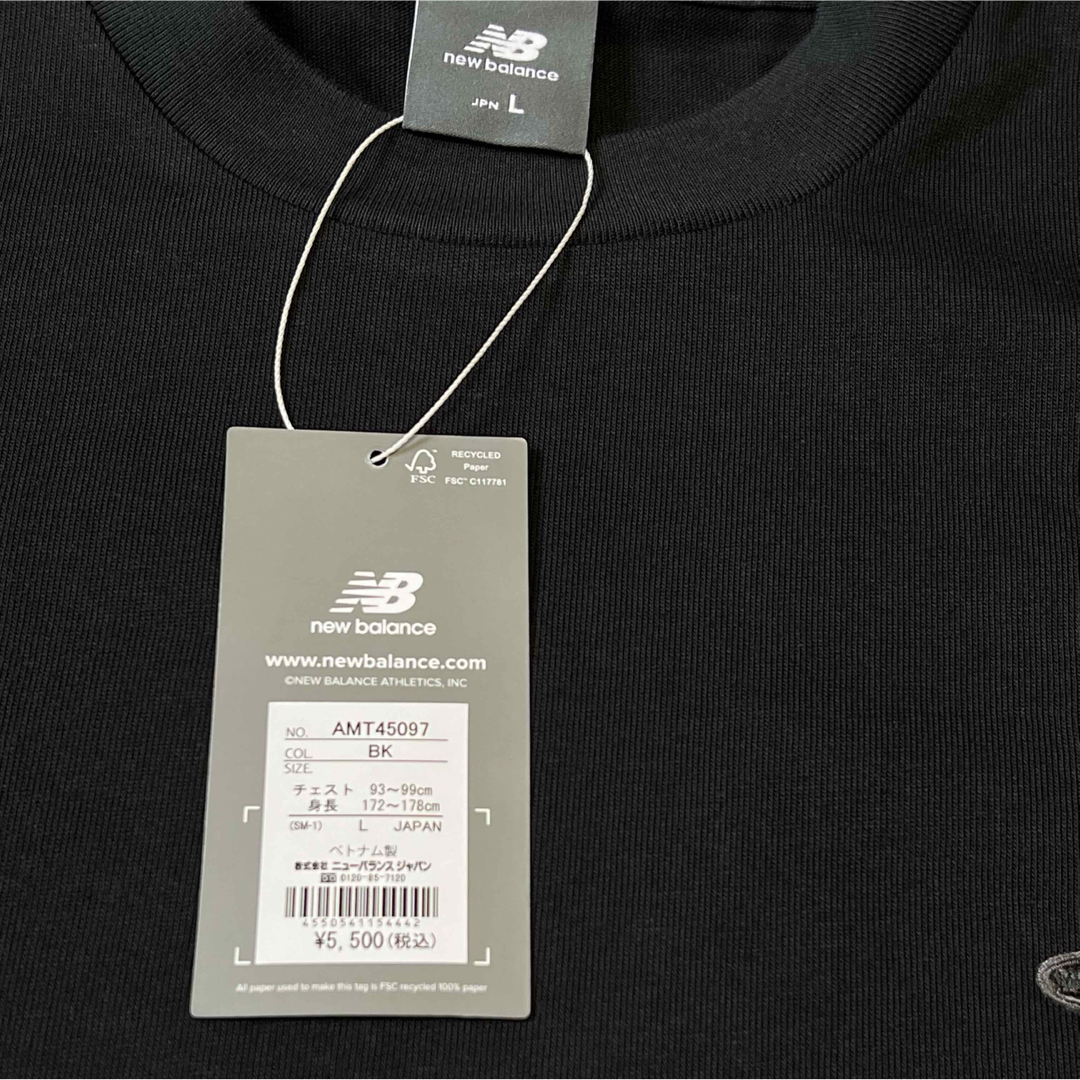 NB
new balance
JPN L
FSC
RECYCLED
Paper
FSC™ C117781
NB
new balance
www.newbalance.com
©NEW BALANCE ATHLETICS, INC
NO. AMT45097
COL. BK
SIZE.
チェスト 93～99cm
身長 172～178cm
(SM-1) L JAPAN
ベトナム製
株式会社 ニューバランス ジャパン
0120-85-7120
4550541154442
¥5,500(税込)
All paper used to make this tag is FSC recycled 100% paper